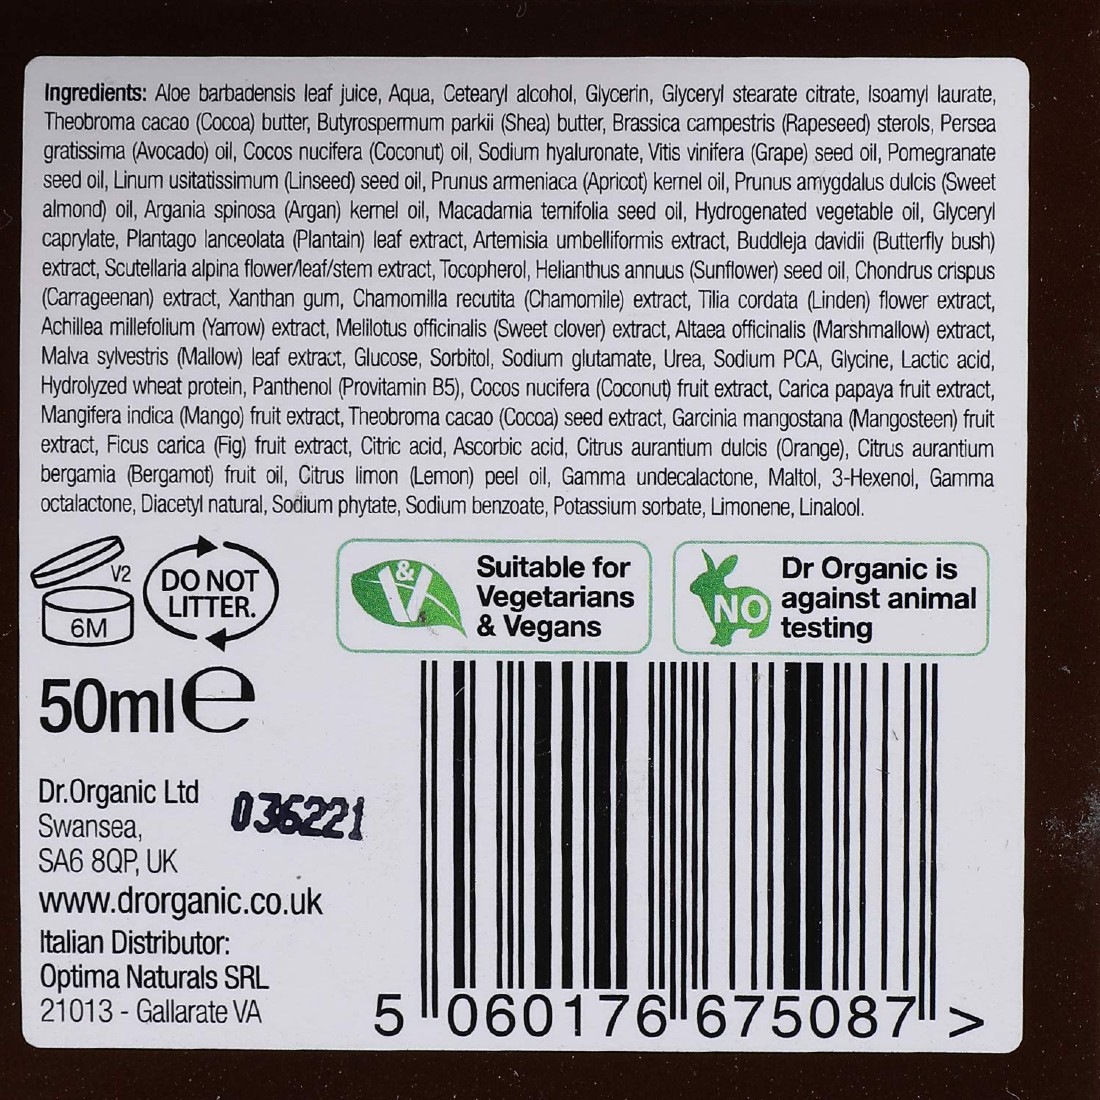 Ingredients: Aloe barbadensis leaf juice, Aqua, Cetearyl alcohol, Glycerin, Glyceryl stearate citrate, Isoamyl laurate,
Theobroma cacao (Cocoa) butter, Butyrospermum parkii (Shea) butter, Brassica campestris (Rapeseed) sterols, Persea
gratissima (Avocado) oil, Cocos nucifera (Coconut) oil, Sodium hyaluronate, Vitis vinifera (Grape) seed oil, Pomegranate
seed oil, Linum usitatissimum (Linseed) seed oil, Prunus armeniaca (Apricot) kernel oil, Prunus amygdalus dulcis (Sweet
almond) oil, Argania spinosa (Argan) kernel oil, Macadamia ternifolia seed oil, Hydrogenated vegetable oil, Glyceryl
caprylate, Plantago lanceolata (Plantain) leaf extract, Artemisia umbelliformis extract, Buddleja davidii (Butterfly bush)
extract, Scutellaria alpina flower/leaf/stem extract, Tocopherol, Helianthus annuus (Sunflower) seed oil, Chondrus crispus
(Carrageenan) extract, Xanthan gum, Chamomilla recutita (Chamomile) extract, Tilia cordata (Linden) flower extract,
Achillea millefolium (Yarrow) extract, Melilotus officinalis (Sweet clover) extract, Altaea officinalis (Marshmallow) extract,
Malva sylvestris (Mallow) leaf extract, Glucose, Sorbitol, Sodium glutamate, Urea, Sodium PCA, Glycine, Lactic acid,
Hydrolyzed wheat protein, Panthenol (Provitamin B5), Cocos nucifera (Coconut) fruit extract, Carica papaya fruit extract,
Mangifera indica (Mango) fruit extract, Theobroma cacao (Cocoa) seed extract, Garcinia mangostana (Mangosteen) fruit
extract, Ficus carica (Fig) fruit extract, Citric acid, Ascorbic acid, Citrus aurantium dulcis (Orange), Citrus aurantium
bergamia (Bergamot) fruit oil, Citrus limon (Lemon) peel oil, Gamma undecalactone, Maltol, 3-Hexenol, Gamma
octalactone, Diacetyl natural, Sodium phytate, Sodium benzoate, Potassium sorbate, Limonene, Linalool.
V2
6M
DO NOT
LITTER.
V&
Suitable for
Vegetarians
& Vegans
NO
Dr Organic is
against animal
testing
50ml e
Dr.Organic Ltd
Swansea,
SA6 8QP, UK
036221
www.drorganic.co.uk
Italian Distributor:
Optima Naturals SRL
21013 - Gallarate VA
5 060176 675087 >